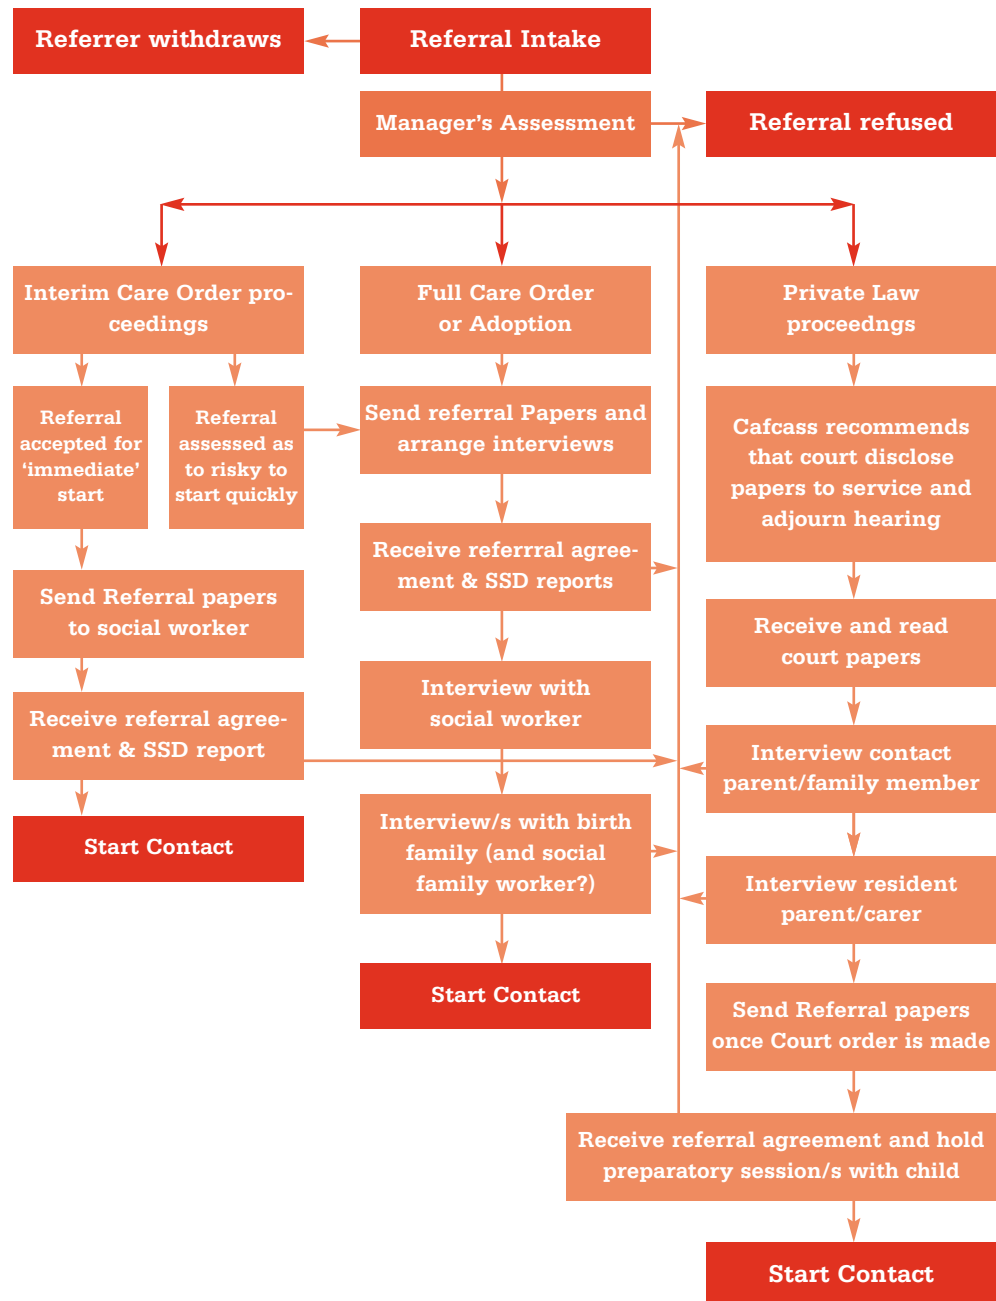 Referrer withdraws
Referral Intake
Manager’s Assessment
Referral refused
Interim Care Order pro-
ceedings
Full Care Order
or Adoption
Private Law
proceedngs
Referral
accepted for
‘immediate’
start
Referral
assessed as
to risky to
start quickly
Send referral Papers and
arrange interviews
Cafcass recommends
that court disclose
papers to service and
adjourn hearing
Send Referral papers
to social worker
Receive referrral agree-
ment & SSD reports
Receive and read
court papers
Receive referral agree-
ment & SSD report
Interview with
social worker
Interview contact
parent/family member
Start Contact
Interview/s with birth
family (and social
family worker?)
Interview resident
parent/carer
Start Contact
Send Referral papers
once Court order is made
Receive referral agreement and hold
preparatory session/s with child
Start Contact